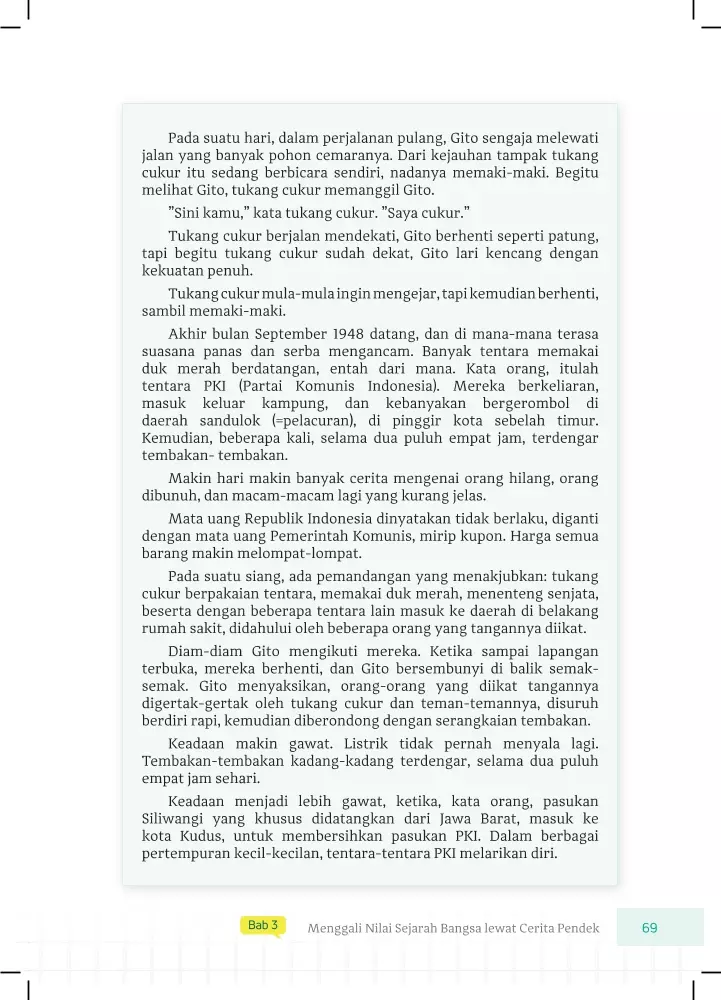 Pada suatu hari, dalam perjalanan pulang, Gito sengaja melewati
jalan yang banyak pohon cemaranya. Dari kejauhan tampak tukang
cukur itu sedang berbicara sendiri, nadanya memaki-maki. Begitu
melihat Gito, tukang cukur memanggil Gito.
”Sini kamu,” kata tukang cukur. ”Saya cukur.”
Tukang cukur berjalan mendekati, Gito berhenti seperti patung,
tapi begitu tukang cukur sudah dekat, Gito lari kencang dengan
kekuatan penuh.
Tukang cukur mula-mula ingin mengejar, tapi kemudian berhenti,
sambil memaki-maki.
Akhir bulan September 1948 datang, dan di mana-mana terasa
suasana panas dan serba mengancam. Banyak tentara memakai
duk merah berdatangan, entah dari mana. Kata orang, itulah
tentara PKI (Partai Komunis Indonesia). Mereka berkeliaran,
masuk keluar kampung, dan kebanyakan bergerombol di
daerah sandulok (=pelacuran), di pinggir kota sebelah timur.
Kemudian, beberapa kali, selama dua puluh empat jam, terdengar
tembakan- tembakan.
Makin hari makin banyak cerita mengenai orang hilang, orang
dibunuh, dan macam-macam lagi yang kurang jelas.
Mata uang Republik Indonesia dinyatakan tidak berlaku, diganti
dengan mata uang Pemerintah Komunis, mirip kupon. Harga semua
barang makin melompat-lompat.
Pada suatu siang, ada pemandangan yang menakjubkan: tukang
cukur berpakaian tentara, memakai duk merah, menenteng senjata,
beserta dengan beberapa tentara lain masuk ke daerah di belakang
rumah sakit, didahului oleh beberapa orang yang tangannya diikat.
Diam-diam Gito mengikuti mereka. Ketika sampai lapangan
terbuka, mereka berhenti, dan Gito bersembunyi di balik semak-
semak. Gito menyaksikan, orang-orang yang diikat tangannya
digertak-gertak oleh tukang cukur dan teman-temannya, disuruh
berdiri rapi, kemudian diberondong dengan serangkaian tembakan.
Keadaan makin gawat. Listrik tidak pernah menyala lagi.
Tembakan-tembakan kadang-kadang terdengar, selama dua puluh
empat jam sehari.
Keadaan menjadi lebih gawat, ketika, kata orang, pasukan
Siliwangi yang khusus didatangkan dari Jawa Barat, masuk ke
kota Kudus, untuk membersihkan pasukan PKI. Dalam berbagai
pertempuran kecil-kecilan, tentara-tentara PKI melarikan diri.
Bab 3 Menggali Nilai Sejarah Bangsa lewat Cerita Pendek 69